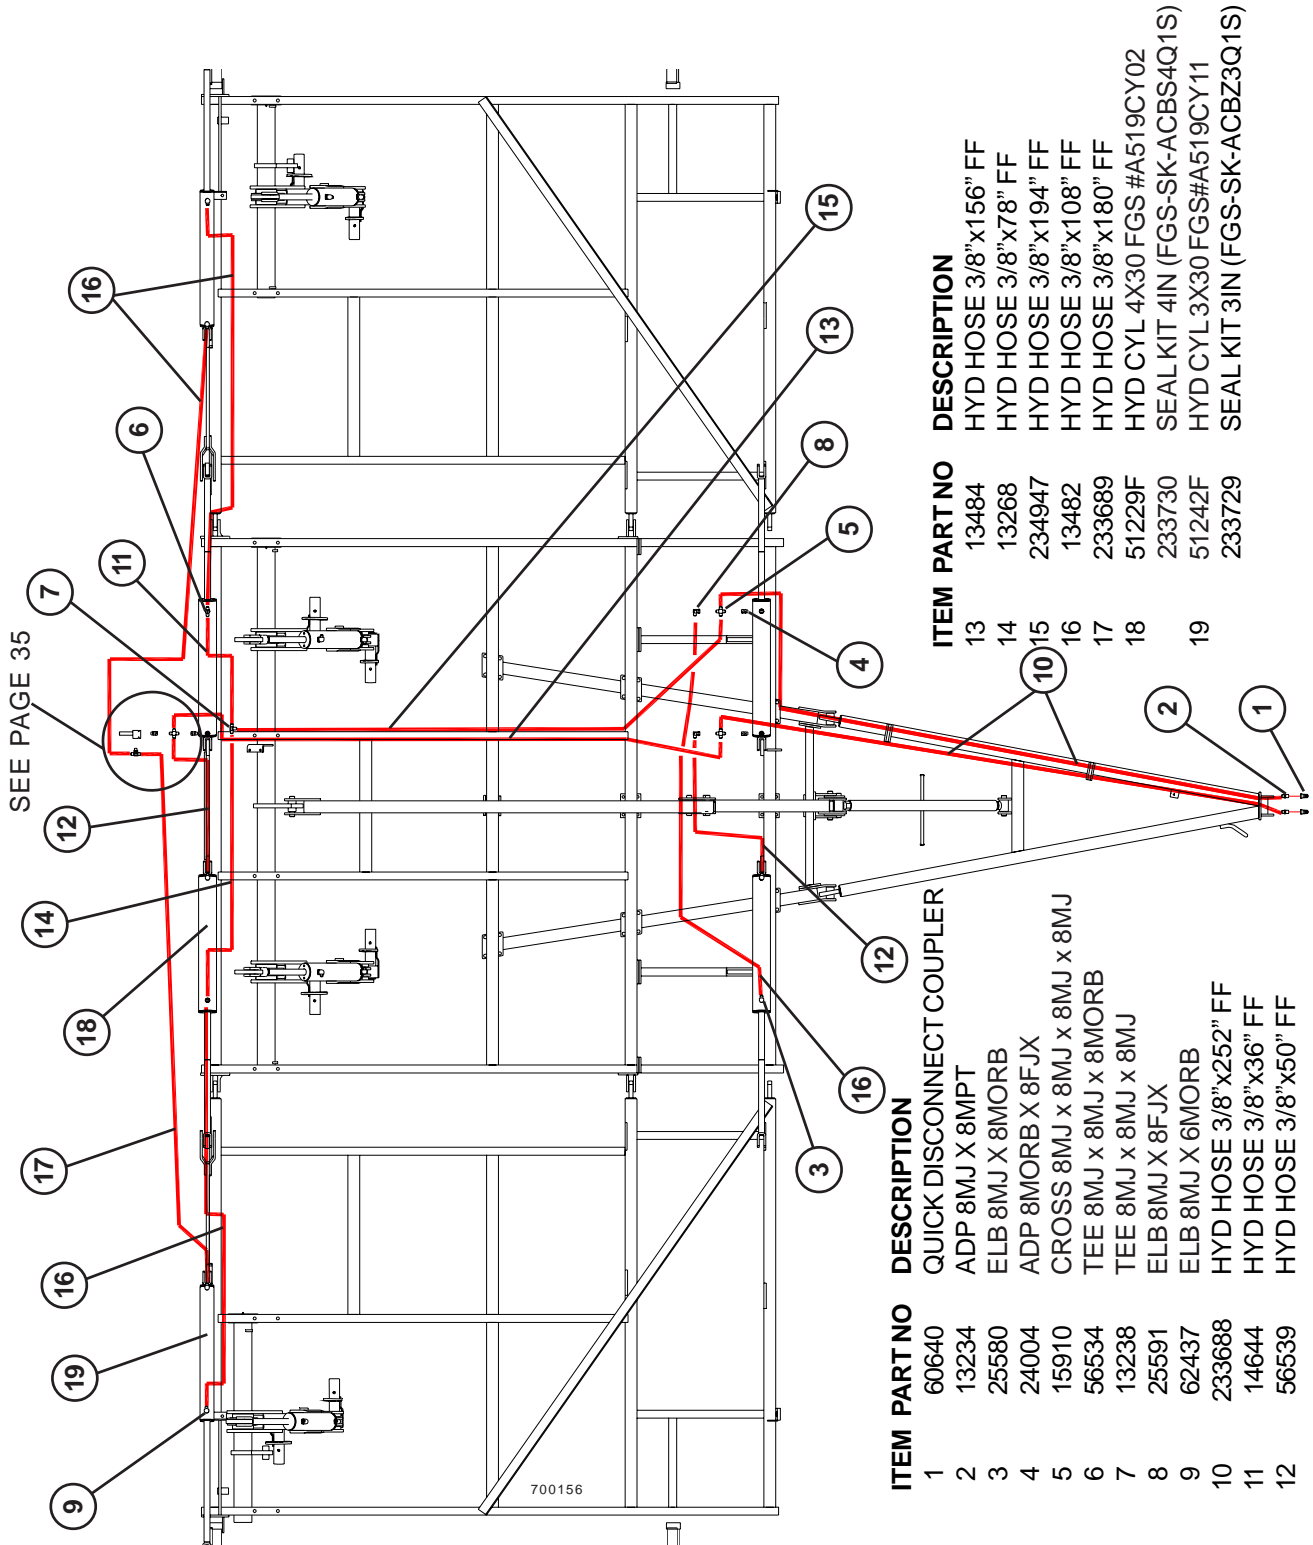 SEE PAGE 35
16
6
11
7
12
14
18
17
16
19
9
15
13
8
5
4
10
2
1
12
16
3
700156
ITEM PART NO DESCRIPTION
1 60640 QUICK DISCONNECT COUPLER
2 13234 ADP 8MJ X 8MPT
3 25580 ELB 8MJ X 8MORB
4 24004 ADP 8MORB X 8FJX
5 15910 CROSS 8MJ x 8MJ x 8MJ x 8MJ
6 56534 TEE 8MJ x 8MJ x 8MORB
7 13238 TEE 8MJ x 8MJ x 8MJ
8 25591 ELB 8MJ X 8FJX
9 62437 ELB 8MJ X 6MORB
10 233688 HYD HOSE 3/8"x252" FF
11 14644 HYD HOSE 3/8"x36" FF
12 56539 HYD HOSE 3/8"x50" FF
ITEM PART NO DESCRIPTION
13 13484 HYD HOSE 3/8"x156" FF
14 13268 HYD HOSE 3/8"x78" FF
15 234947 HYD HOSE 3/8"x194" FF
16 13482 HYD HOSE 3/8"x108" FF
17 233689 HYD HOSE 3/8"x180" FF
18 51229F HYD CYL 4X30 FGS #A519CY02
233730 SEAL KIT 4IN (FGS-SK-ACBS4Q1S)
19 51242F HYD CYL 3X30 FGS#A519CY11
233729 SEAL KIT 3IN (FGS-SK-ACBZ3Q1S)